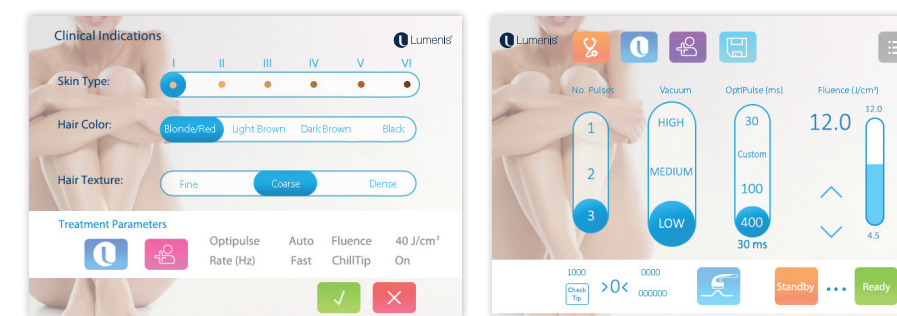 Clinical Indications
Lumenis
I II III IV V VI
Skin Type:
Hair Color: Blonde/Red Light Brown Dark Brown Black
Hair Texture: Fine Coarse Dense
Treatment Parameters
Optipulse Auto Fluence 40 J/cm²
Rate (Hz) Fast ChillTip On
Lumenis
No. Pulses Vacuum OptiPulse (ms) Fluence (J/cm²)
1
2
3
HIGH
MEDIUM
LOW
30
Custom
100
400
30 ms
12.0
12.0
4.5
1000
Check
Tip
>0<
0000
000000
Standby
Ready